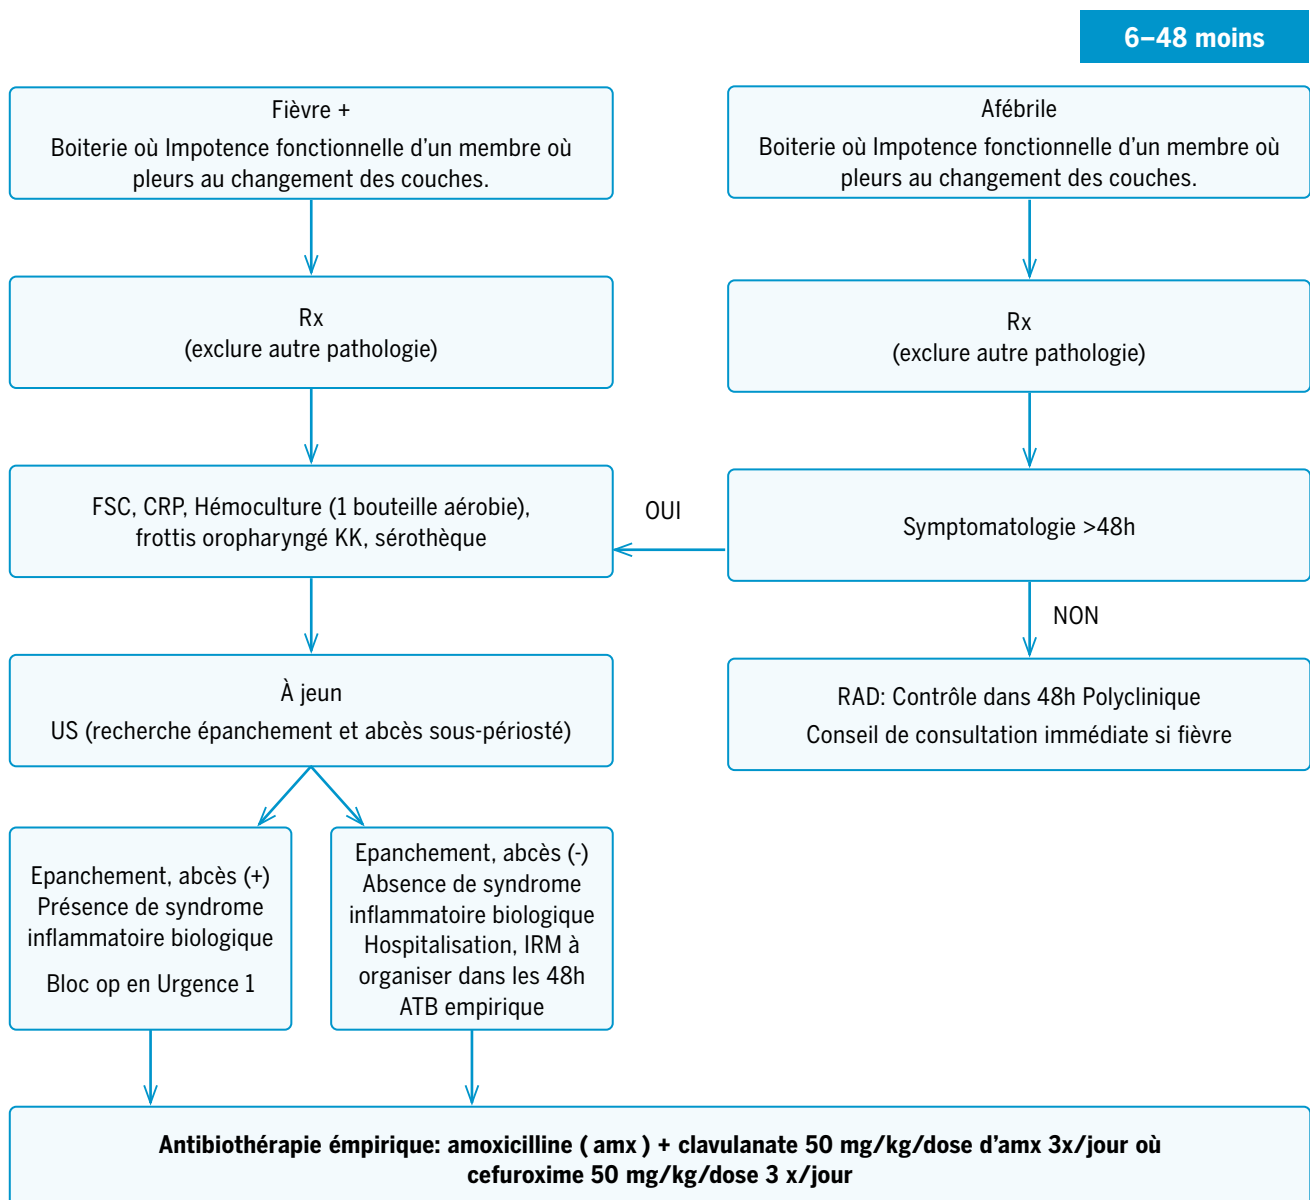 6–48 moins
Fièvre +
Boiterie où Impotence fonctionnelle d'un membre où
pleurs au changement des couches.
Afébrile
Boiterie où Impotence fonctionnelle d'un membre où
pleurs au changement des couches.
Rx
(exclure autre pathologie)
Rx
(exclure autre pathologie)
FSC, CRP, Hémoculture (1 bouteille aérobie),
frottis oropharyngé KK, sérothèque
OUI
Symptomatologie >48h
NON
À jeun
US (recherche épanchement et abcès sous-périosté)
RAD: Contrôle dans 48h Polyclinique
Conseil de consultation immédiate si fièvre
Epanchement, abcès (+)
Présence de syndrome
inflammatoire biologique
Bloc op en Urgence 1
Epanchement, abcès (-)
Absence de syndrome
inflammatoire biologique
Hospitalisation, IRM à
organiser dans les 48h
ATB empirique
Antibiothérapie émpirique: amoxicilline ( amx ) + clavulanate 50 mg/kg/dose d'amx 3x/jour où
cefuroxime 50 mg/kg/dose 3 x/jour